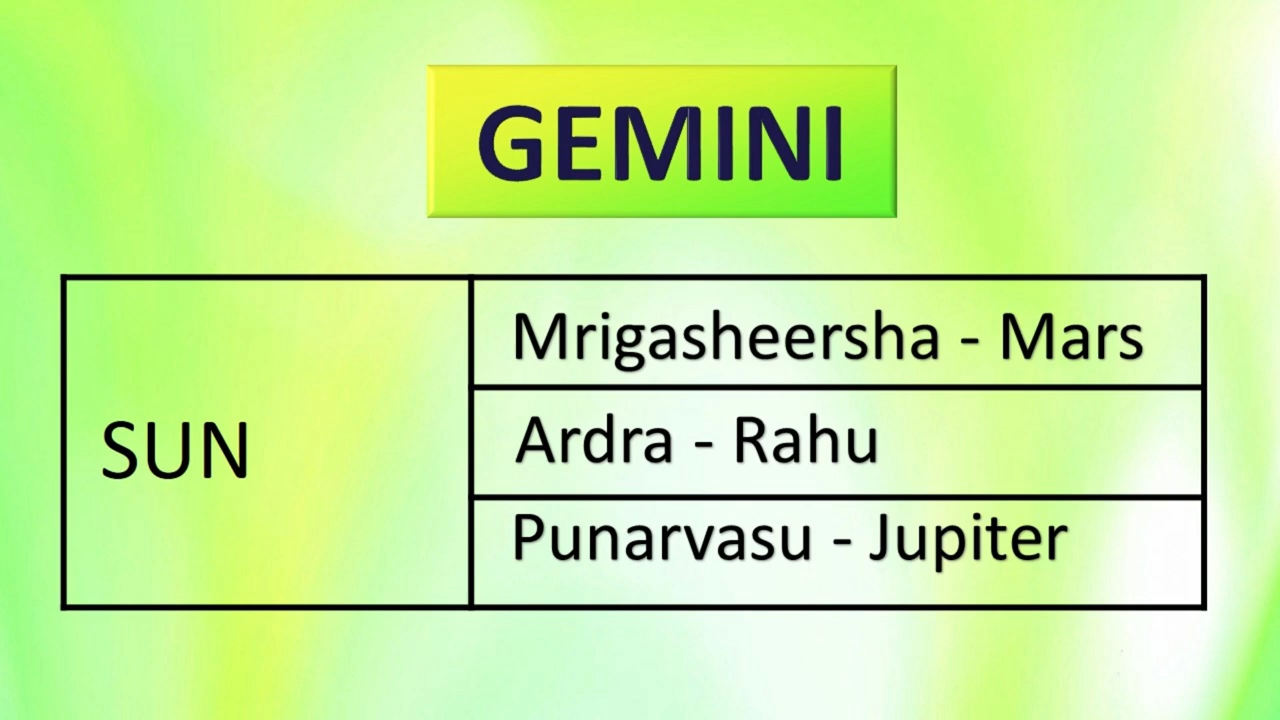 GEMINI
SUN
Mrigasheersha - Mars
Ardra - Rahu
Punarvasu - Jupiter